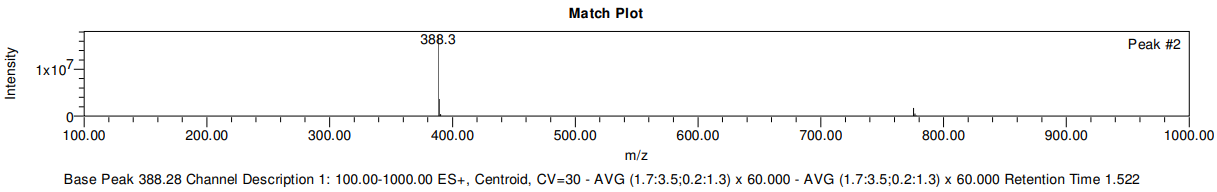 Match Plot
Intensity
1x10⁷
0
388.3
Peak #2
100.00 200.00 300.00 400.00 500.00 600.00 700.00 800.00 900.00 1000.00
m/z
Base Peak 388.28 Channel Description 1: 100.00-1000.00 ES+, Centroid, CV=30 - AVG (1.7:3.5;0.2:1.3) x 60.000 - AVG (1.7:3.5;0.2:1.3) x 60.000 Retention Time 1.522